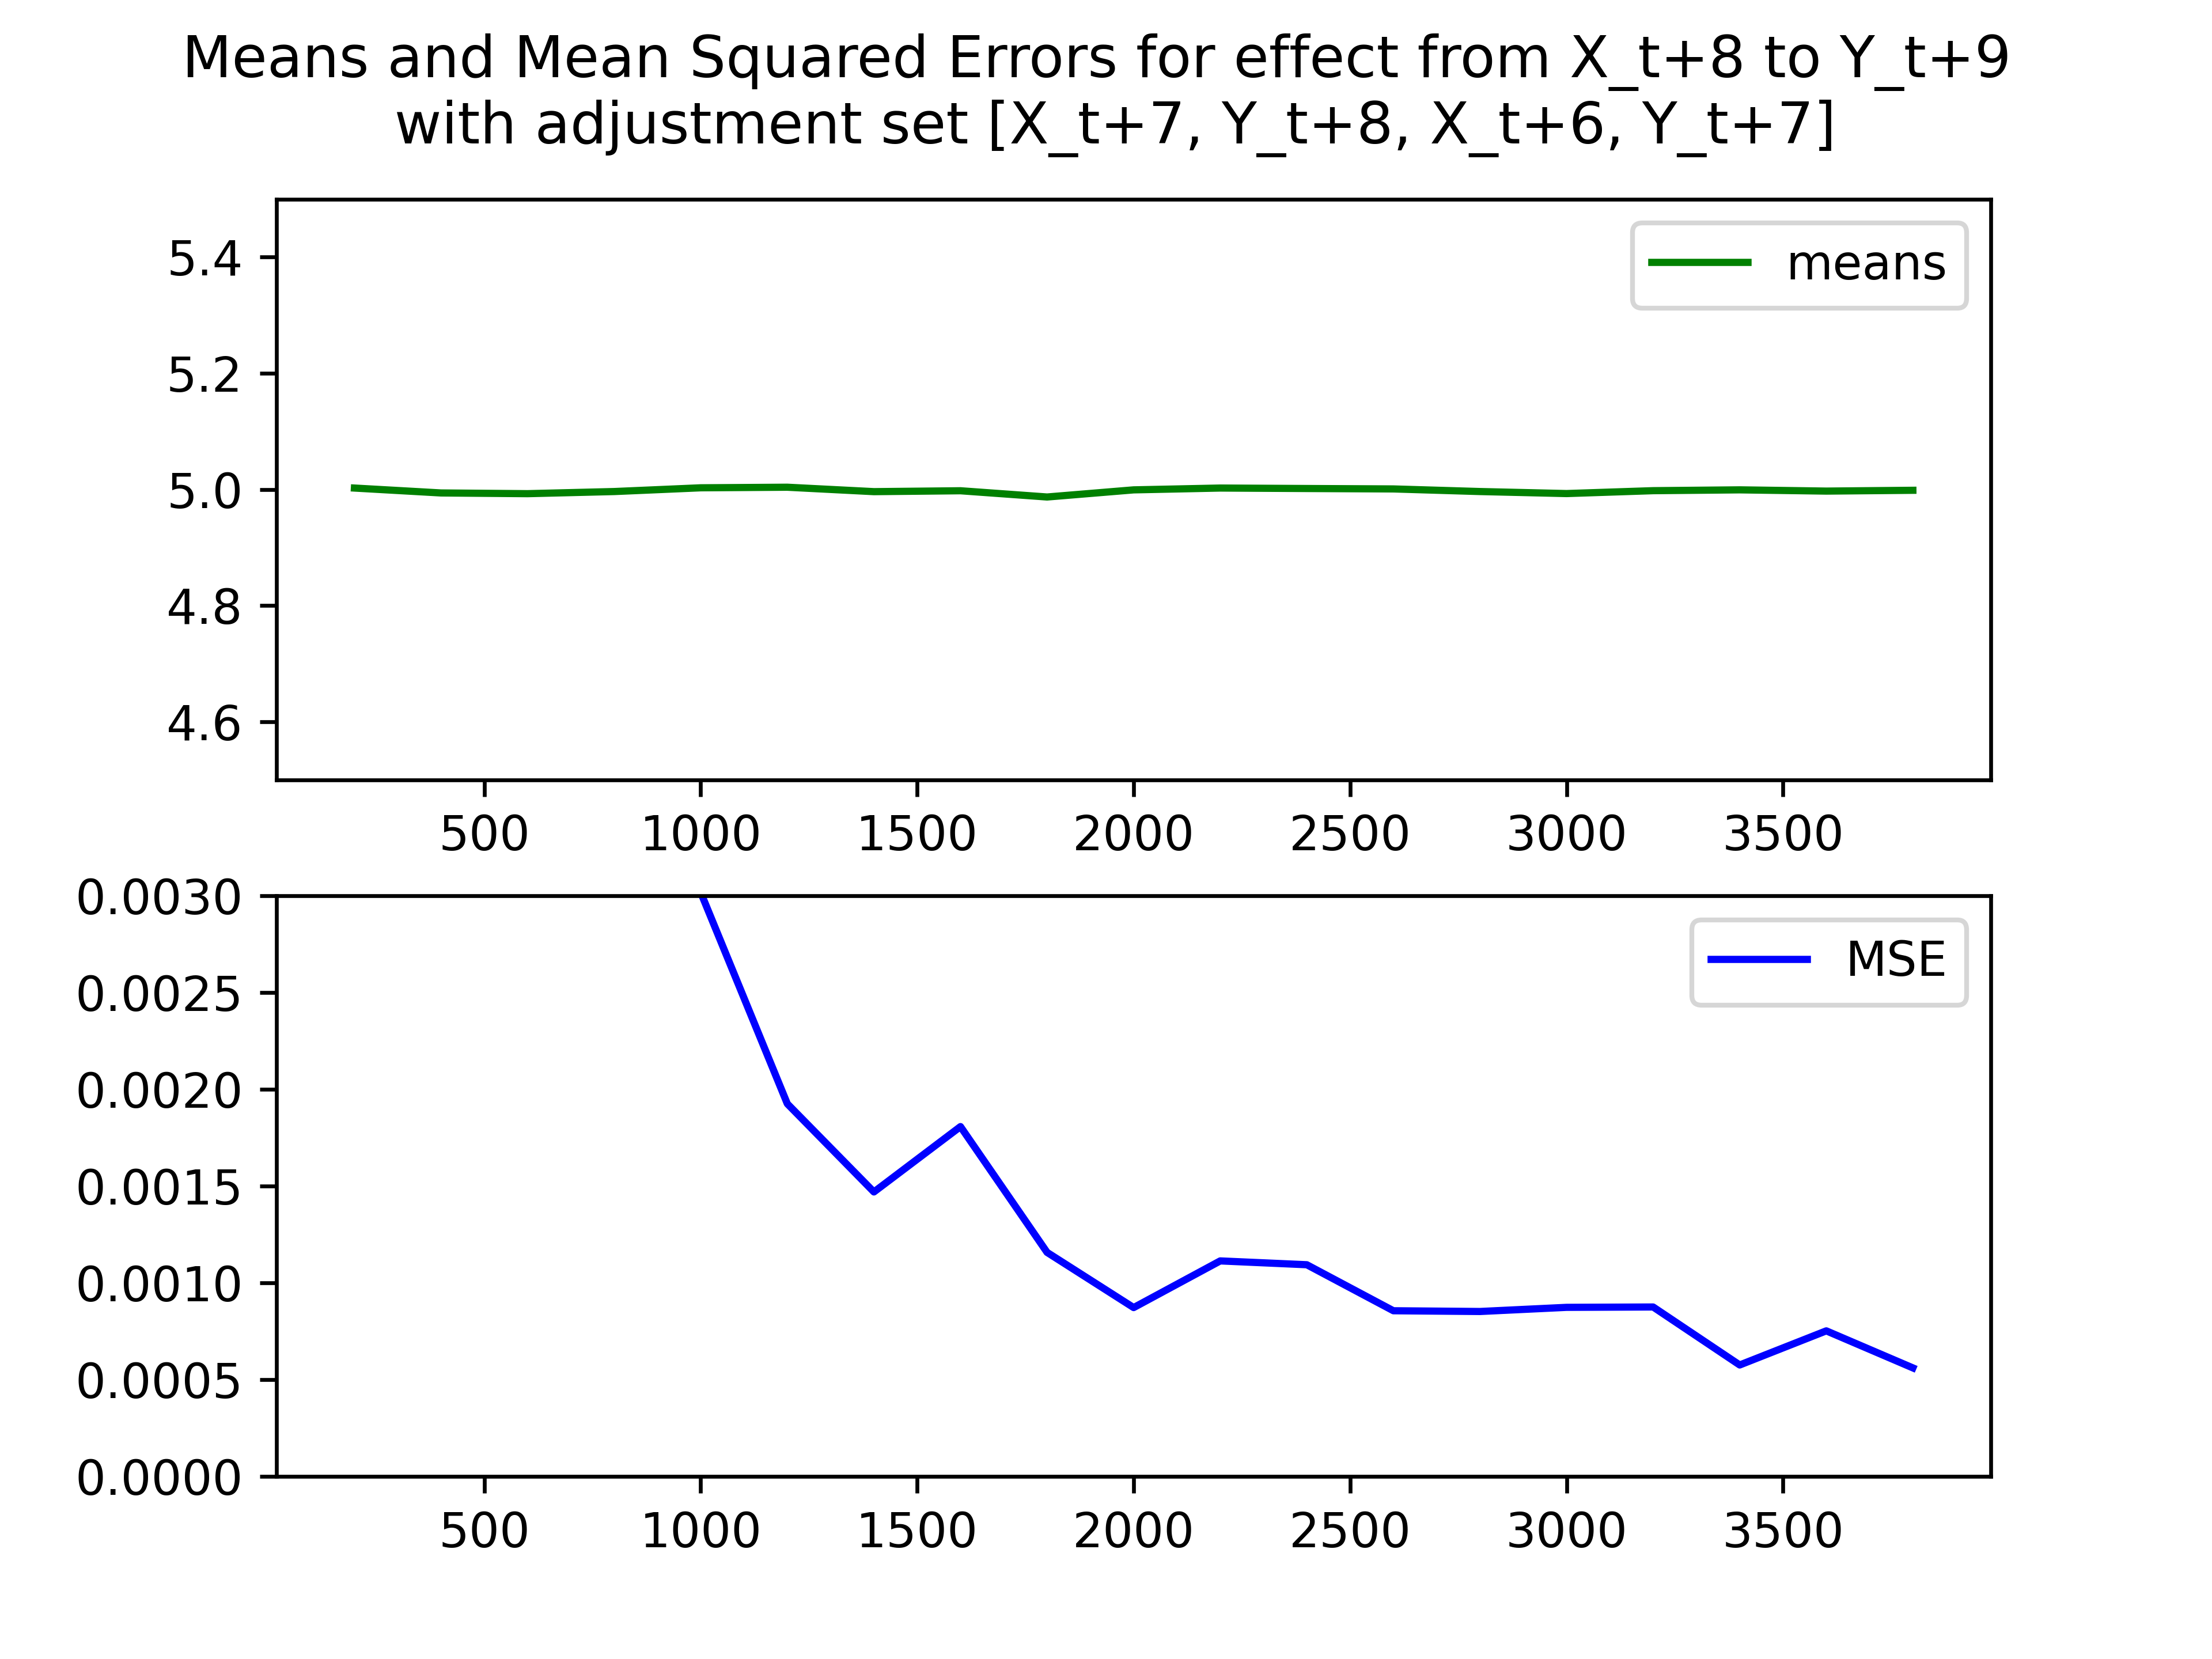 Means and Mean Squared Errors for effect from X_t+8 to Y_t+9
with adjustment set [X_t+7, Y_t+8, X_t+6, Y_t+7]
means
5.4
5.2
5.0
4.8
4.6
500 1000 1500 2000 2500 3000 3500
MSE
0.0030
0.0025
0.0020
0.0015
0.0010
0.0005
0.0000
500 1000 1500 2000 2500 3000 3500